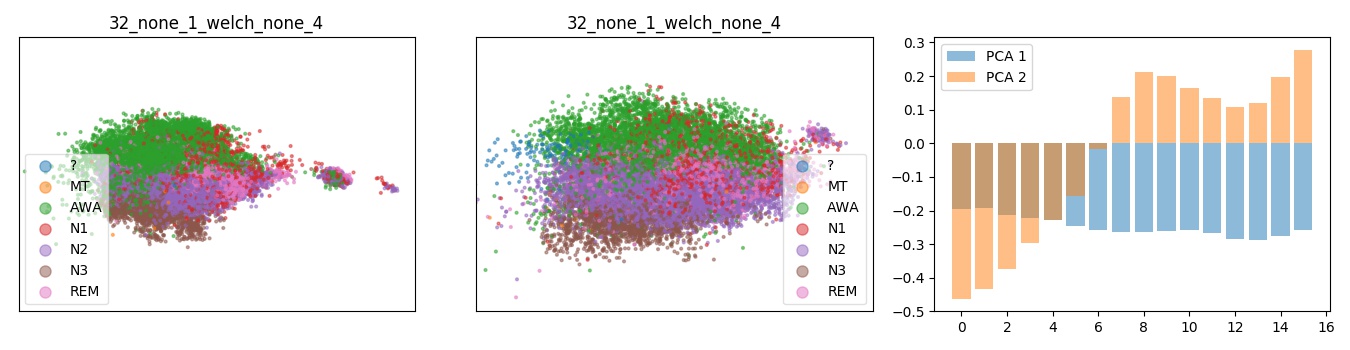 32_none_1_welch_none_4
?
MT
AWA
N1
N2
N3
REM
32_none_1_welch_none_4
?
MT
AWA
N1
N2
N3
REM
PCA 1
PCA 2
0.3
0.2
0.1
0.0
−0.1
−0.2
−0.3
−0.4
−0.5
0 2 4 6 8 10 12 14 16